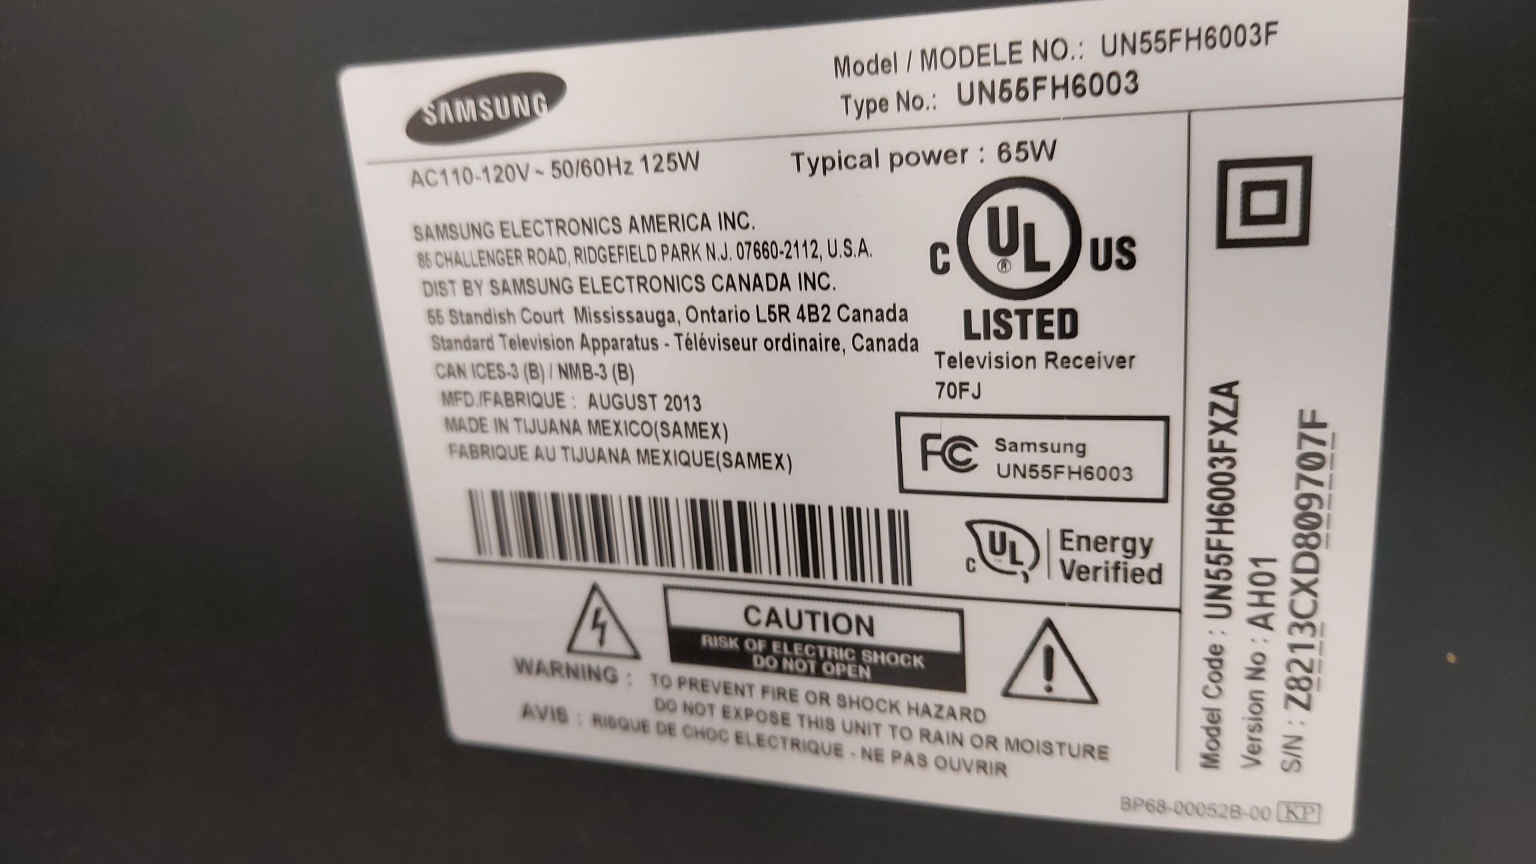 SAMSUNG
Model / MODELE NO.: UN55FH6003F
Type No.: UN55FH6003
AC110-120V ~ 50/60Hz 125W
Typical power : 65W
SAMSUNG ELECTRONICS AMERICA INC.
85 CHALLENGER ROAD, RIDGEFIELD PARK N.J. 07660-2112, U.S.A.
DIST BY SAMSUNG ELECTRONICS CANADA INC.
55 Standish Court Mississauga, Ontario L5R 4B2 Canada
Standard Television Apparatus - Téléviseur ordinaire, Canada
CAN ICES-3 (B) / NMB-3 (B)
MFD./FABRIQUE : AUGUST 2013
MADE IN TIJUANA MEXICO(SAMEX)
FABRIQUE AU TIJUANA MEXIQUE(SAMEX)
C UL ® US
LISTED
Television Receiver
70FJ
FC Samsung
UN55FH6003
C UL Energy
Verified
CAUTION
RISK OF ELECTRIC SHOCK
DO NOT OPEN
WARNING : TO PREVENT FIRE OR SHOCK HAZARD
DO NOT EXPOSE THIS UNIT TO RAIN OR MOISTURE
AVIS : RISQUE DE CHOC ELECTRIQUE - NE PAS OUVRIR
Model Code : UN55FH6003FXZA
Version No : AH01
S/N : Z8213CXD809707F
BP68-00052B-00 KP